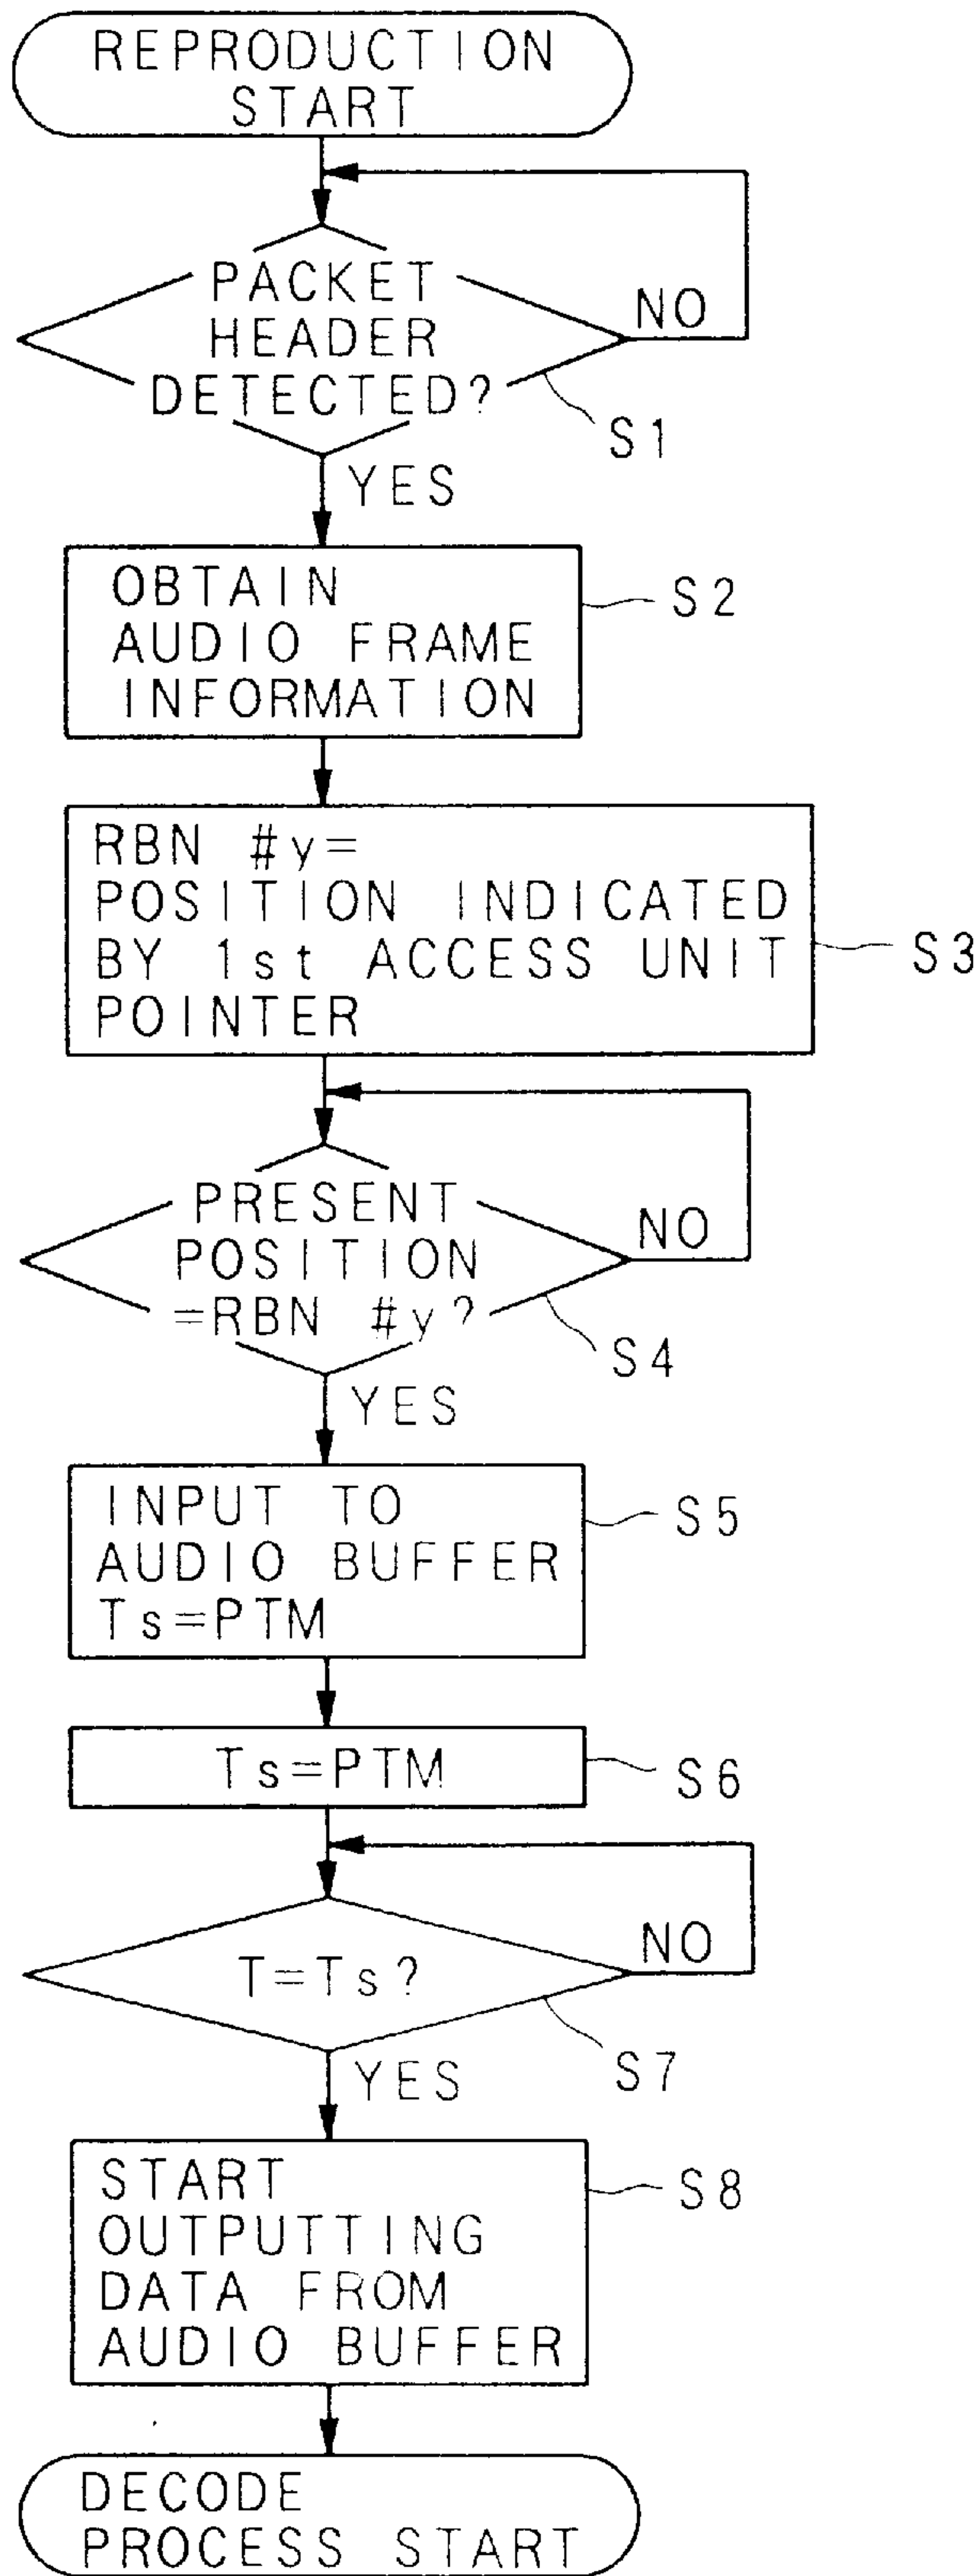 REPRODUCTION
START
PACKET
HEADER
DETECTED?
NO
S1
YES
OBTAIN
AUDIO FRAME
INFORMATION
S2
RBN #y=
POSITION INDICATED
BY 1st ACCESS UNIT
POINTER
S3
PRESENT
POSITION
=RBN #y?
NO
S4
YES
INPUT TO
AUDIO BUFFER
Ts=PTM
S5
Ts=PTM
S6
T=Ts?
NO
S7
YES
START
OUTPUTTING
DATA FROM
AUDIO BUFFER
S8
DECODE
PROCESS START